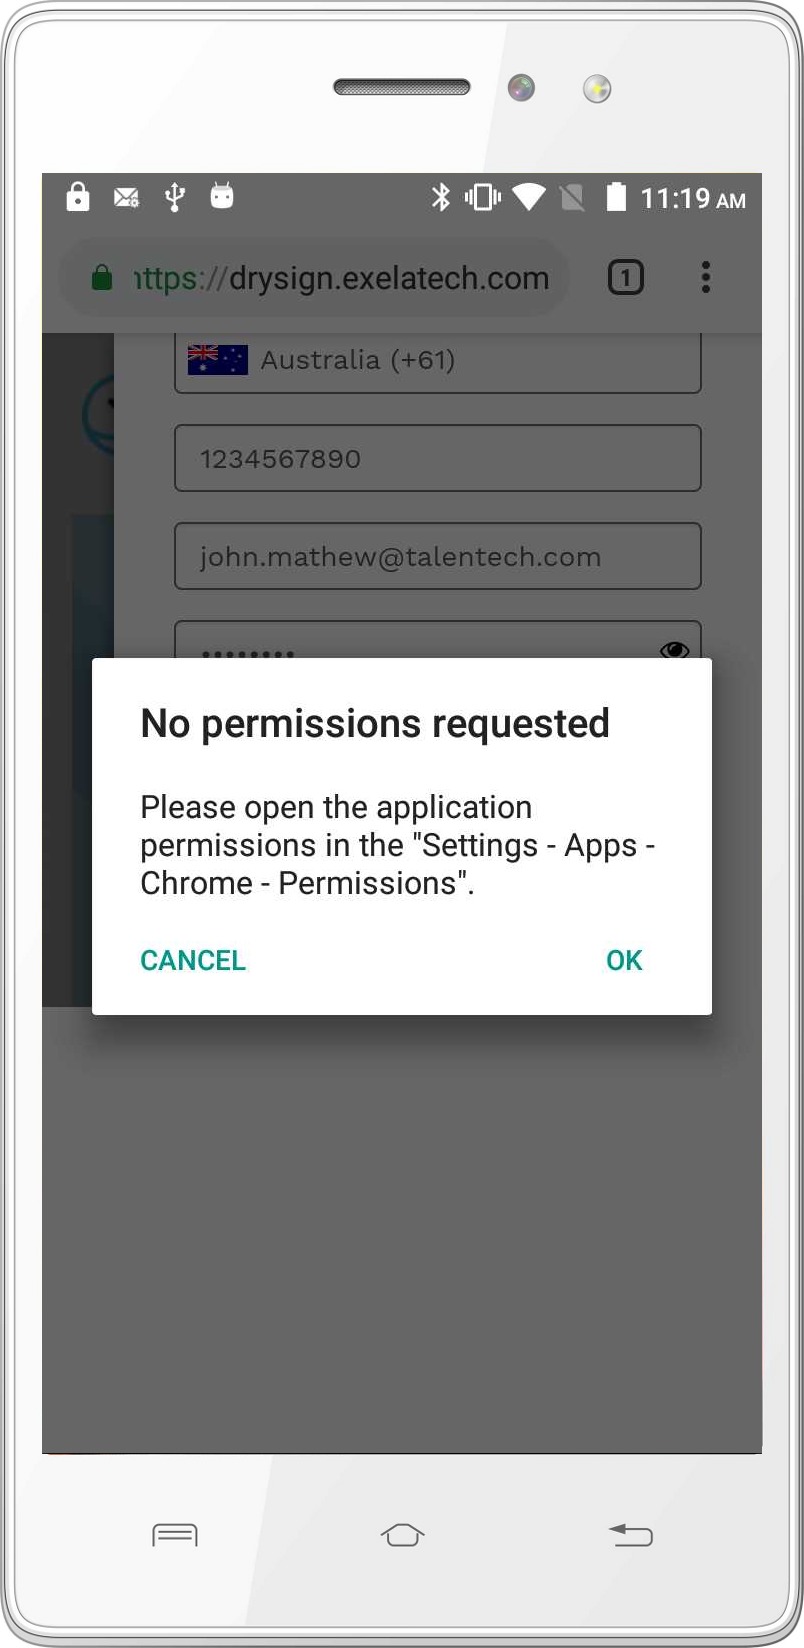 11:19 AM
https://drysign.exelatech.com
1
Australia (+61)
1234567890
john.mathew@talentech.com
No permissions requested
Please open the application
permissions in the "Settings - Apps -
Chrome - Permissions".
CANCEL
OK